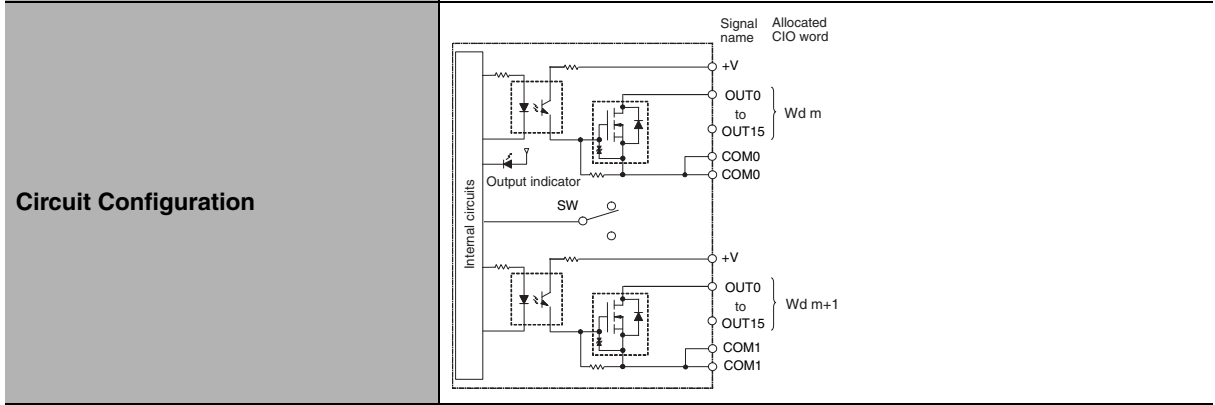 Circuit Configuration
Signal name
Allocated CIO word
+V
OUT0
to
OUT15
Wd m
COM0
COM0
Output indicator
Internal circuits
SW
+V
OUT0
to
OUT15
Wd m+1
COM1
COM1